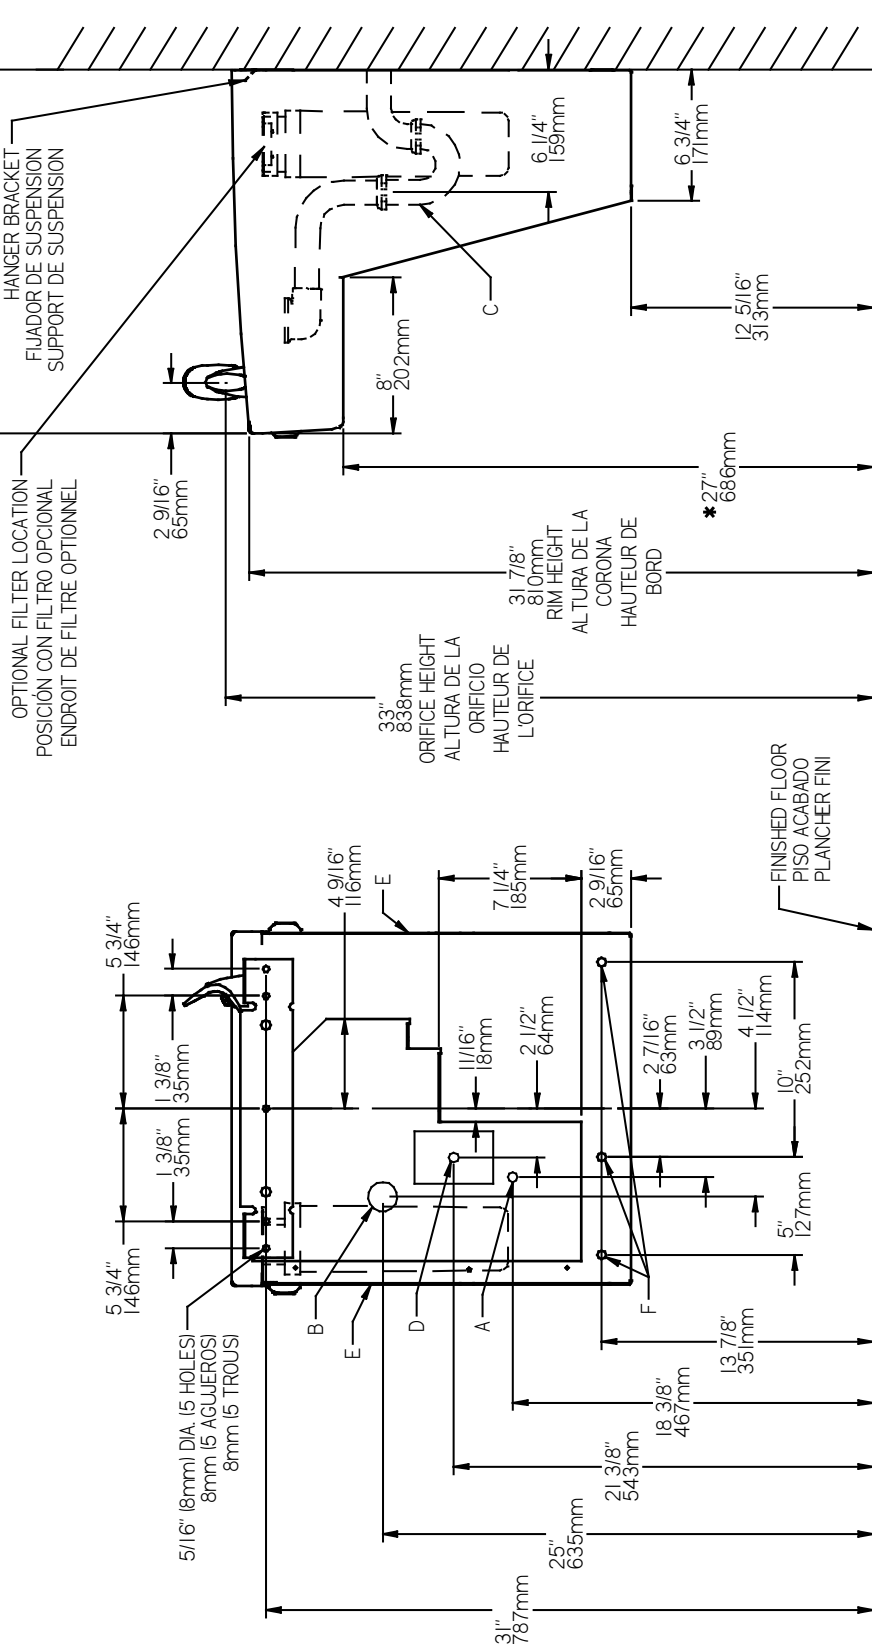 HANGER BRACKET
FIJADOR DE SUSPENSION
SUPPORT DE SUSPENSION
OPTIONAL FILTER LOCATION
POSICIÓN CON FILTRO OPCIONAL
ENDROIT DE FILTRE OPTIONNEL
2 9/16"
65mm
6 1/4"
159mm
6 3/4"
171mm
C
8"
202mm
12 5/16"
313mm
*27"
686mm
31 7/8"
810mm
RIM HEIGHT
ALTURA DE LA
CORONA
HAUTEUR DE
BORD
33"
838mm
ORIFICE HEIGHT
ALTURA DE LA
ORIFICIO
HAUTEUR DE
L'ORIFICE
FINISHED FLOOR
PISO ACABADO
PLANCHER FINI
5 3/4"
146mm
1 3/8"
35mm
1 3/8"
35mm
5 3/4"
146mm
4 9/16"
116mm
E
7 1/4"
185mm
2 9/16"
65mm
11/16"
18mm
2 1/2"
64mm
2 7/16"
63mm
3 1/2"
89mm
4 1/2"
114mm
10"
252mm
5"
127mm
5/16" (8mm) DIA. (5 HOLES)
8mm (5 AGUJEROS)
8mm (5 TROUS)
B
E
D
A
F
13 7/8"
351mm
18 3/8"
467mm
21 3/8"
543mm
25"
635mm
31"
787mm